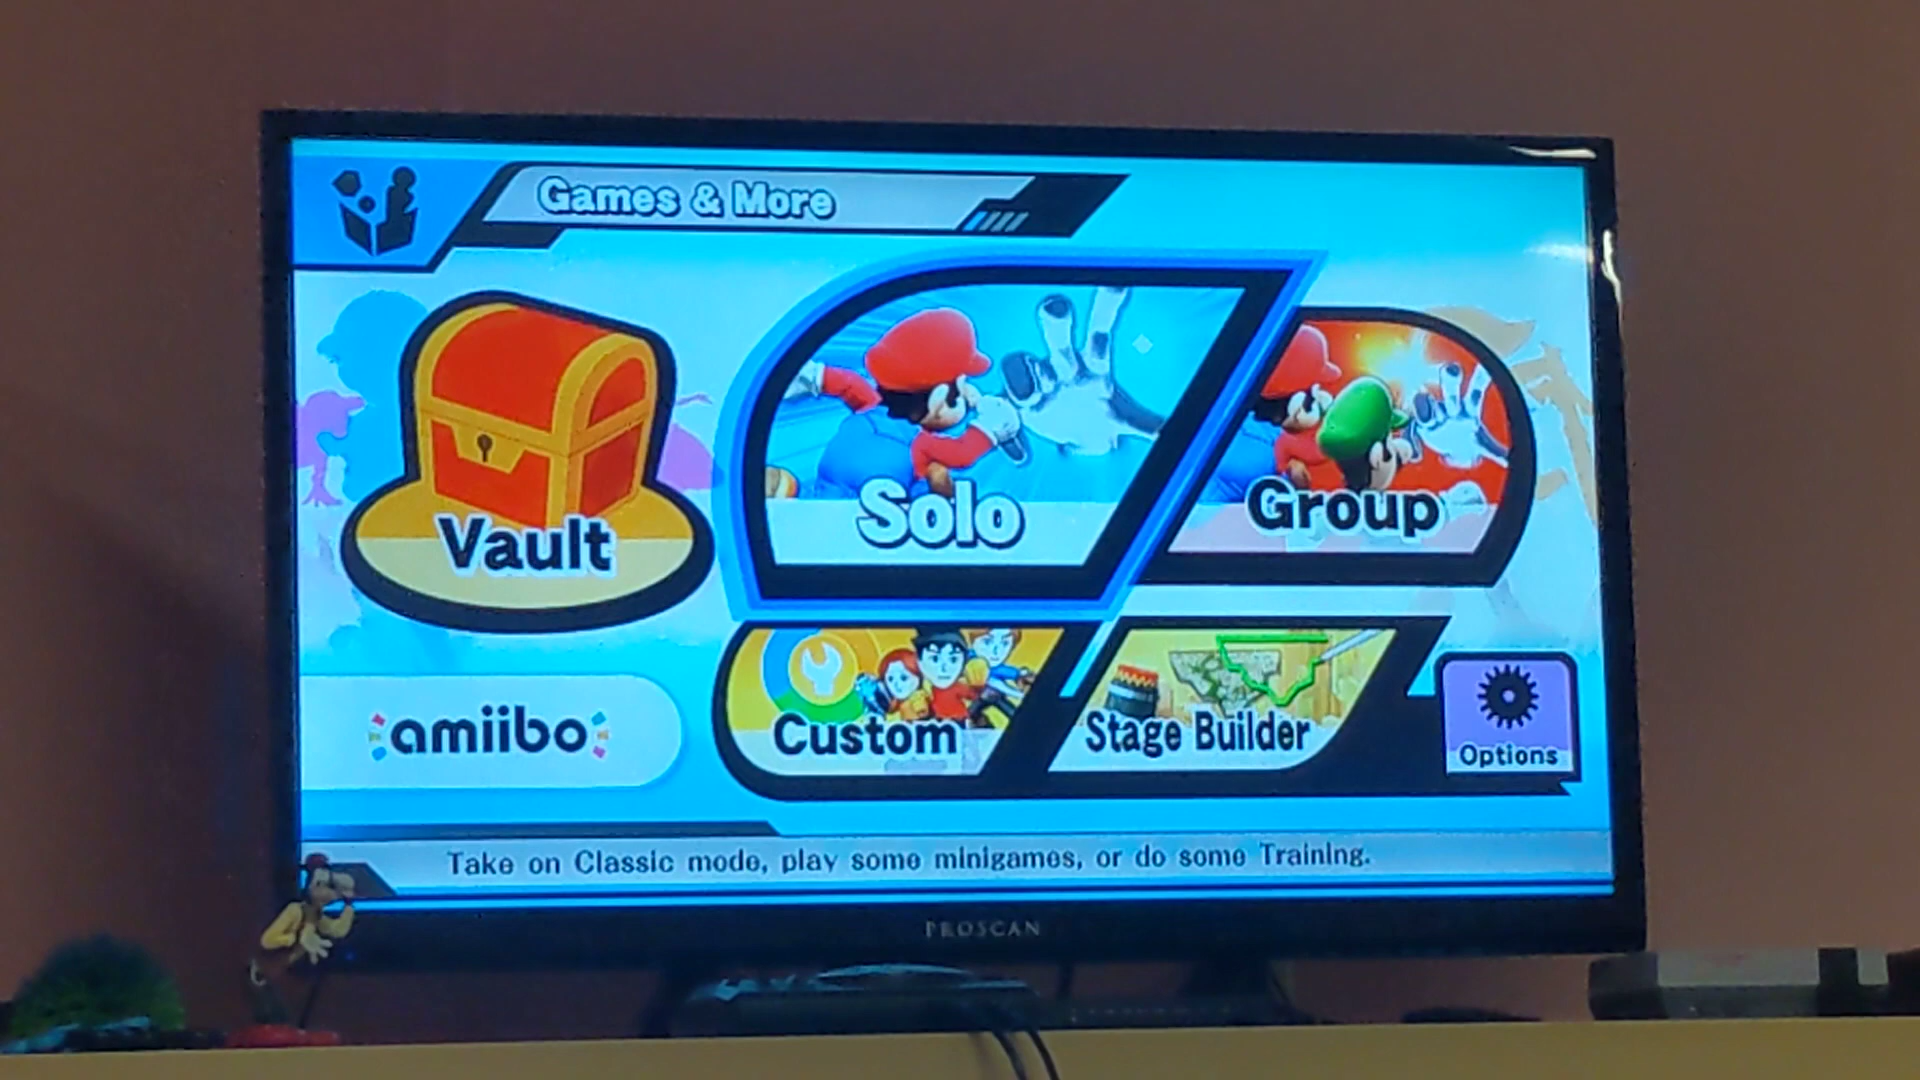 Games & More
Vault
Solo
Group
amiibo
Custom
Stage Builder
Options
Take on Classic mode, play some minigames, or do some Training.
PROSCAN